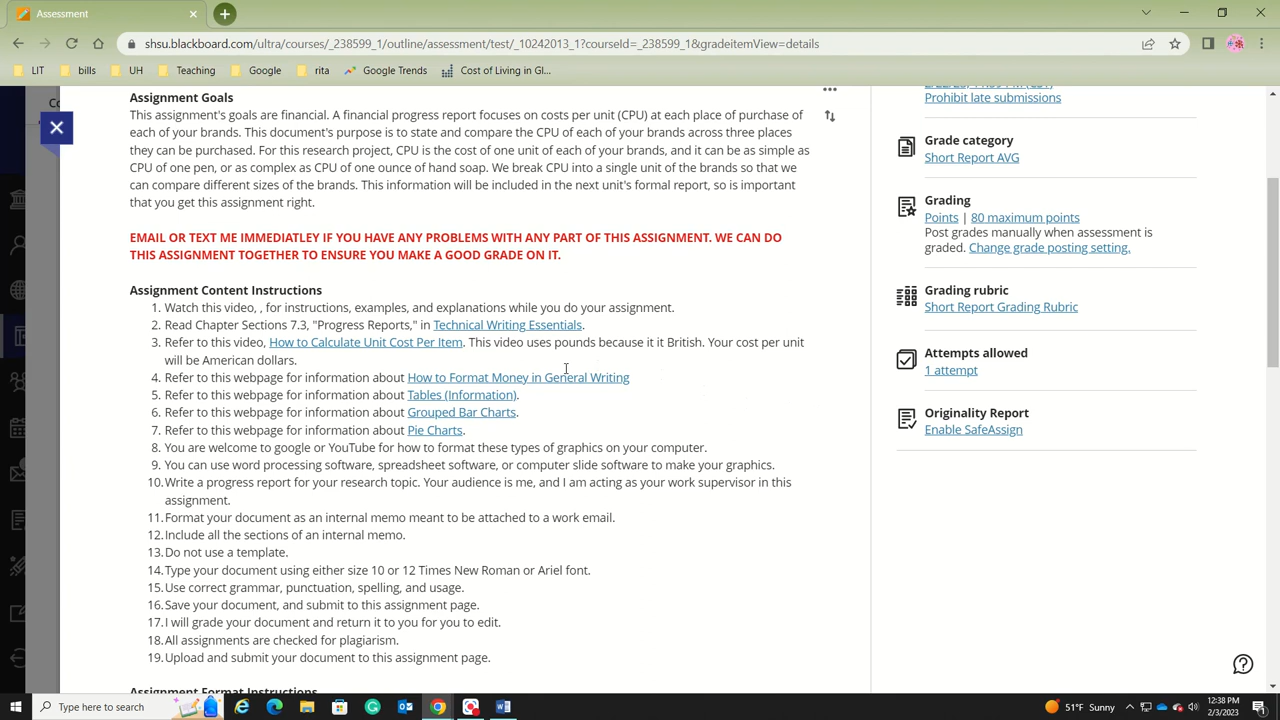 Assessment
shsu.blackboard.com/ultra/courses/_238599_1/outline/assessment/test/_10242013_1?courseId=_238599_1&gradeitemView=details
LIT
bills
DU
Google
rita
Google Trends
Cost of Living in Gl...
Co
Assignment Goals
This assignment's goals are financial. A financial progress report focuses on costs per unit (CPU) at each place of purchase of
each of your brands. This document's purpose is to state and compare the CPU of each of your brands across three places
they can be purchased. For this research project, CPU is the cost of one unit of each of your brands, and it can be as simple as
CPU of one pen, or as complex as CPU of one ounce of hand soap. We break CPU into a single unit of the brands so that we
can compare different sizes of the brands. This information will be included in the next unit's formal report, so is important
that you get this assignment right.
EMAIL OR TEXT ME IMMEDIATLEY IF YOU HAVE ANY PROBLEMS WITH ANY PART OF THIS ASSIGNMENT. WE CAN DO
THIS ASSIGNMENT TOGETHER TO ENSURE YOU MAKE A GOOD GRADE ON IT.
Assignment Content Instructions
1. Watch this video, , for instructions, examples, and explanations while you do your assignment.
2. Read Chapter Sections 7.3, "Progress Reports," in Technical Writing Essentials.
3. Refer to this video, How to Calculate Unit Cost Per Item. This video uses pounds because it it British. Your cost per unit
will be American dollars.
4. Refer to this webpage for information about How to Format Money in General Writing
5. Refer to this webpage for information about Tables (Information).
6. Refer to this webpage for information about Grouped Bar Charts.
7. Refer to this webpage for information about Pie Charts.
8. You are welcome to google or YouTube for how to format these types of graphics on your computer.
9. You can use word processing software, spreadsheet software, or computer slide software to make your graphics.
10. Write a progress report for your research topic. Your audience is me, and I am acting as your work supervisor in this
assignment.
11. Format your document as an internal memo meant to be attached to a work email.
12. Include all the sections of an internal memo.
13. Do not use a template.
14. Type your document using either size 10 or 12 Times New Roman or Ariel font.
15. Use correct grammar, punctuation, spelling, and usage.
16. Save your document, and submit to this assignment page.
17. I will grade your document and return it to you for you to edit.
18. All assignments are checked for plagiarism.
19. Upload and submit your document to this assignment page.
Assignment Format Instructions
Prohibit late submissions
Grade category
Short Report AVG
Grading
Points | 80 maximum points
Post grades manually when assessment is
graded. Change grade posting setting.
Grading rubric
Short Report Grading Rubric
Attempts allowed
1 attempt
Originality Report
Enable SafeAssign
Type here to search
51°F Sunny
12:38 PM
2/3/2023